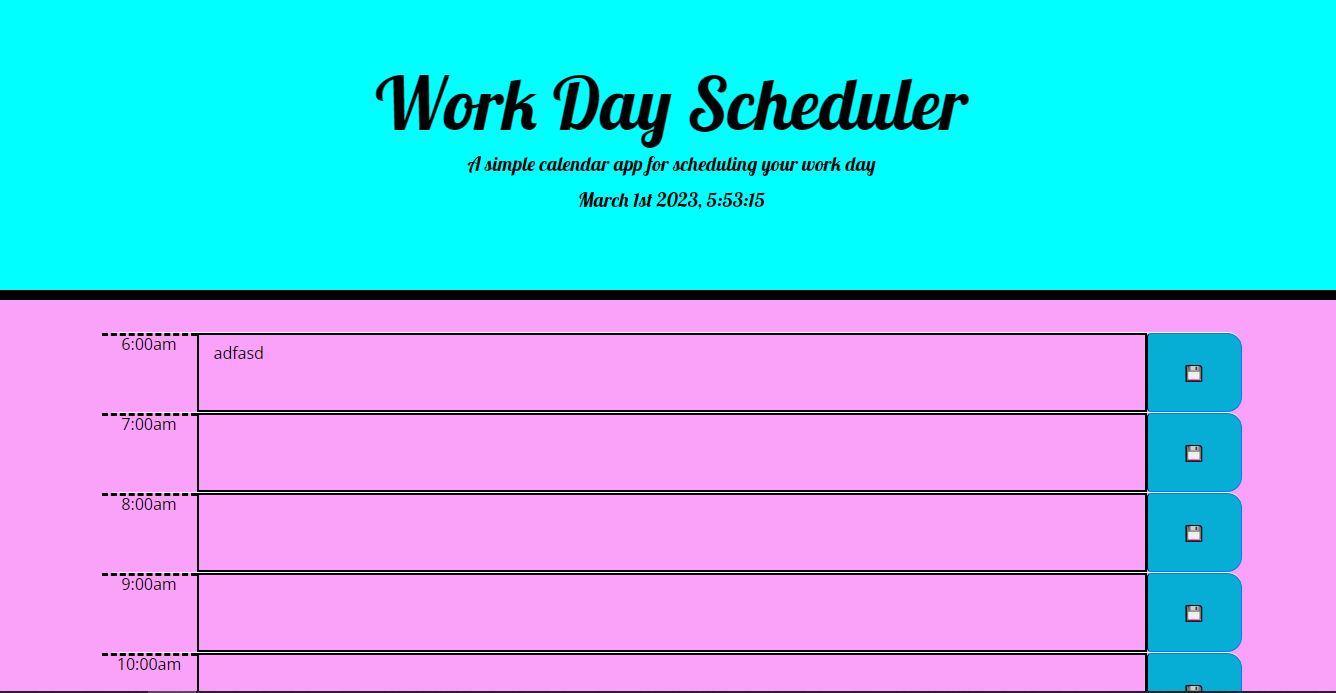 Work Day Scheduler
A simple calendar app for scheduling your work day
March 1st 2023, 5:53:15
6:00am
adfasd
7:00am
8:00am
9:00am
10:00am